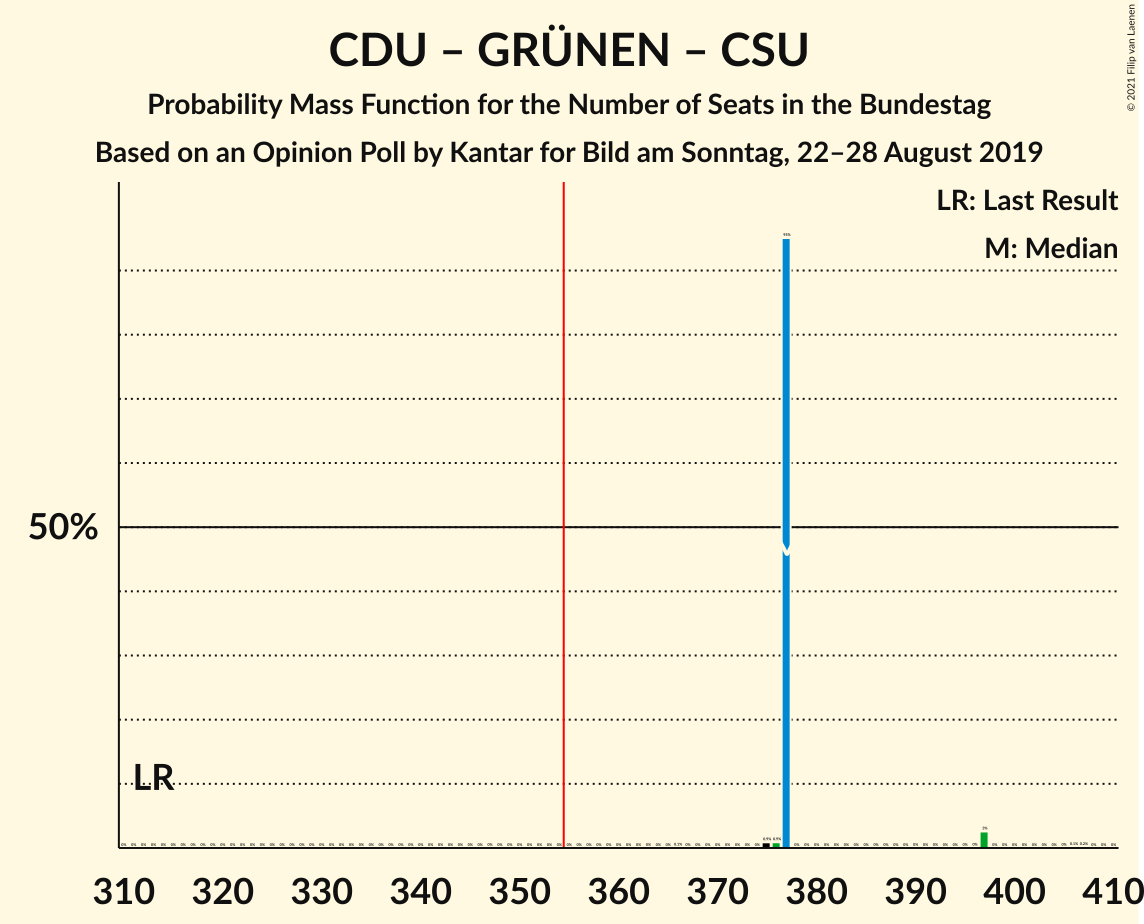 CDU – GRÜNEN – CSU
Probability Mass Function for the Number of Seats in the Bundestag
Based on an Opinion Poll by Kantar for Bild am Sonntag, 22–28 August 2019
© 2021 Filip van Laenen
LR: Last Result
M: Median
50%
LR
M
310 320 330 340 350 360 370 380 390 400 410